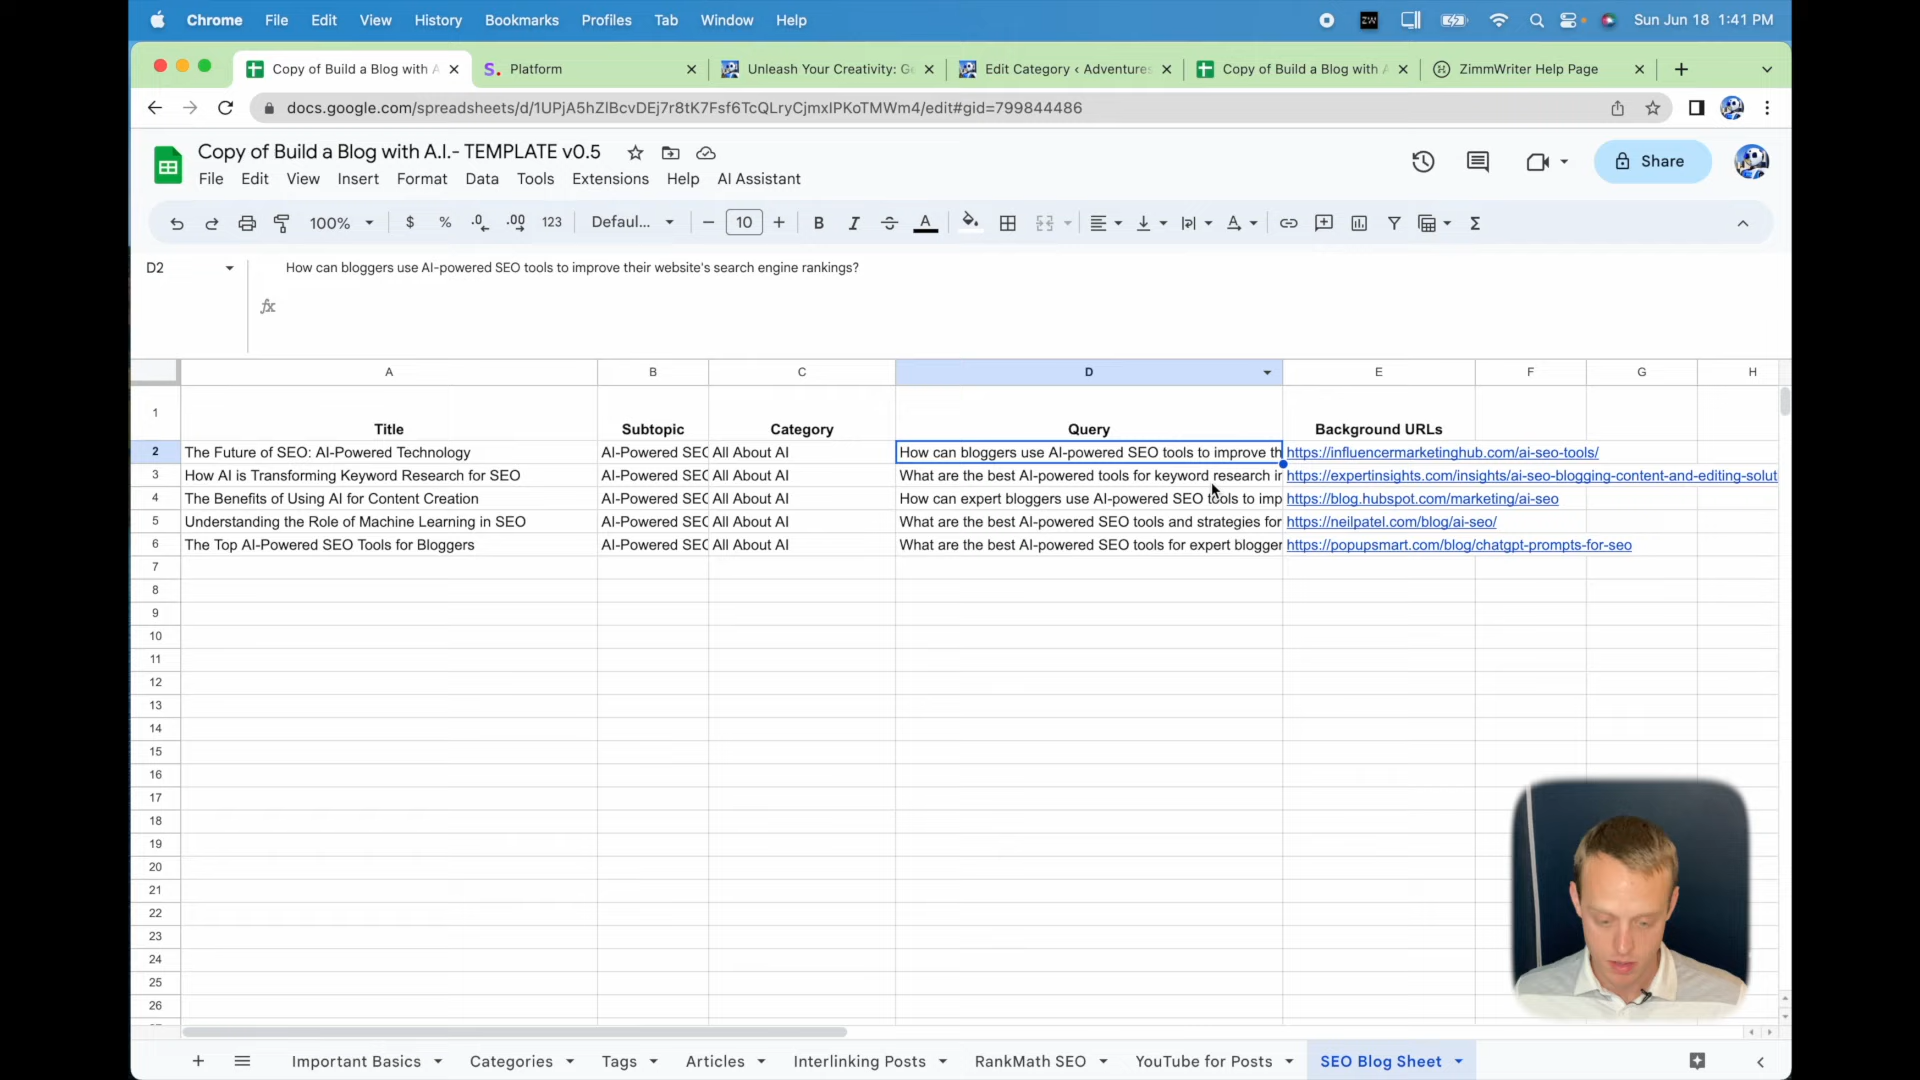 Chrome File Edit View History Bookmarks Profiles Tab Window Help ZW Sun Jun 18 1:41 PM
Copy of Build a Blog with A S. Platform Unleash Your Creativity: G Edit Category ‹ Adventures Copy of Build a Blog with A ZimmWriter Help Page
docs.google.com/spreadsheets/d/1UPjA5hZlBcvDEj7r8tK7Fsf6TcQLryCjmxIPKoTMWm4/edit#gid=799844486
Copy of Build a Blog with A.I.- TEMPLATE v0.5
Share
File Edit View Insert Format Data Tools Extensions Help AI Assistant
100% $ % .0 .00 123 Defaul... 10 B I A
D2 How can bloggers use AI-powered SEO tools to improve their website's search engine rankings?
fx
A B C D E F G H
1 Title Subtopic Category Query Background URLs
2 The Future of SEO: AI-Powered Technology AI-Powered SEO All About AI How can bloggers use AI-powered SEO tools to improve th https://influencermarketinghub.com/ai-seo-tools/
3 How AI is Transforming Keyword Research for SEO AI-Powered SEO All About AI What are the best AI-powered tools for keyword research in https://expertinsights.com/insights/ai-seo-blogging-content-and-editing-solut
4 The Benefits of Using AI for Content Creation AI-Powered SEO All About AI How can expert bloggers use AI-powered SEO tools to imp https://blog.hubspot.com/marketing/ai-seo
5 Understanding the Role of Machine Learning in SEO AI-Powered SEO All About AI What are the best AI-powered SEO tools and strategies for https://neilpatel.com/blog/ai-seo/
6 The Top AI-Powered SEO Tools for Bloggers AI-Powered SEO All About AI What are the best AI-powered SEO tools for expert blogger https://popupsmart.com/blog/chatgpt-prompts-for-seo
7
8
9
10
11
12
13
14
15
16
17
18
19
20
21
22
23
24
25
26
Important Basics Categories Tags Articles Interlinking Posts RankMath SEO YouTube for Posts SEO Blog Sheet